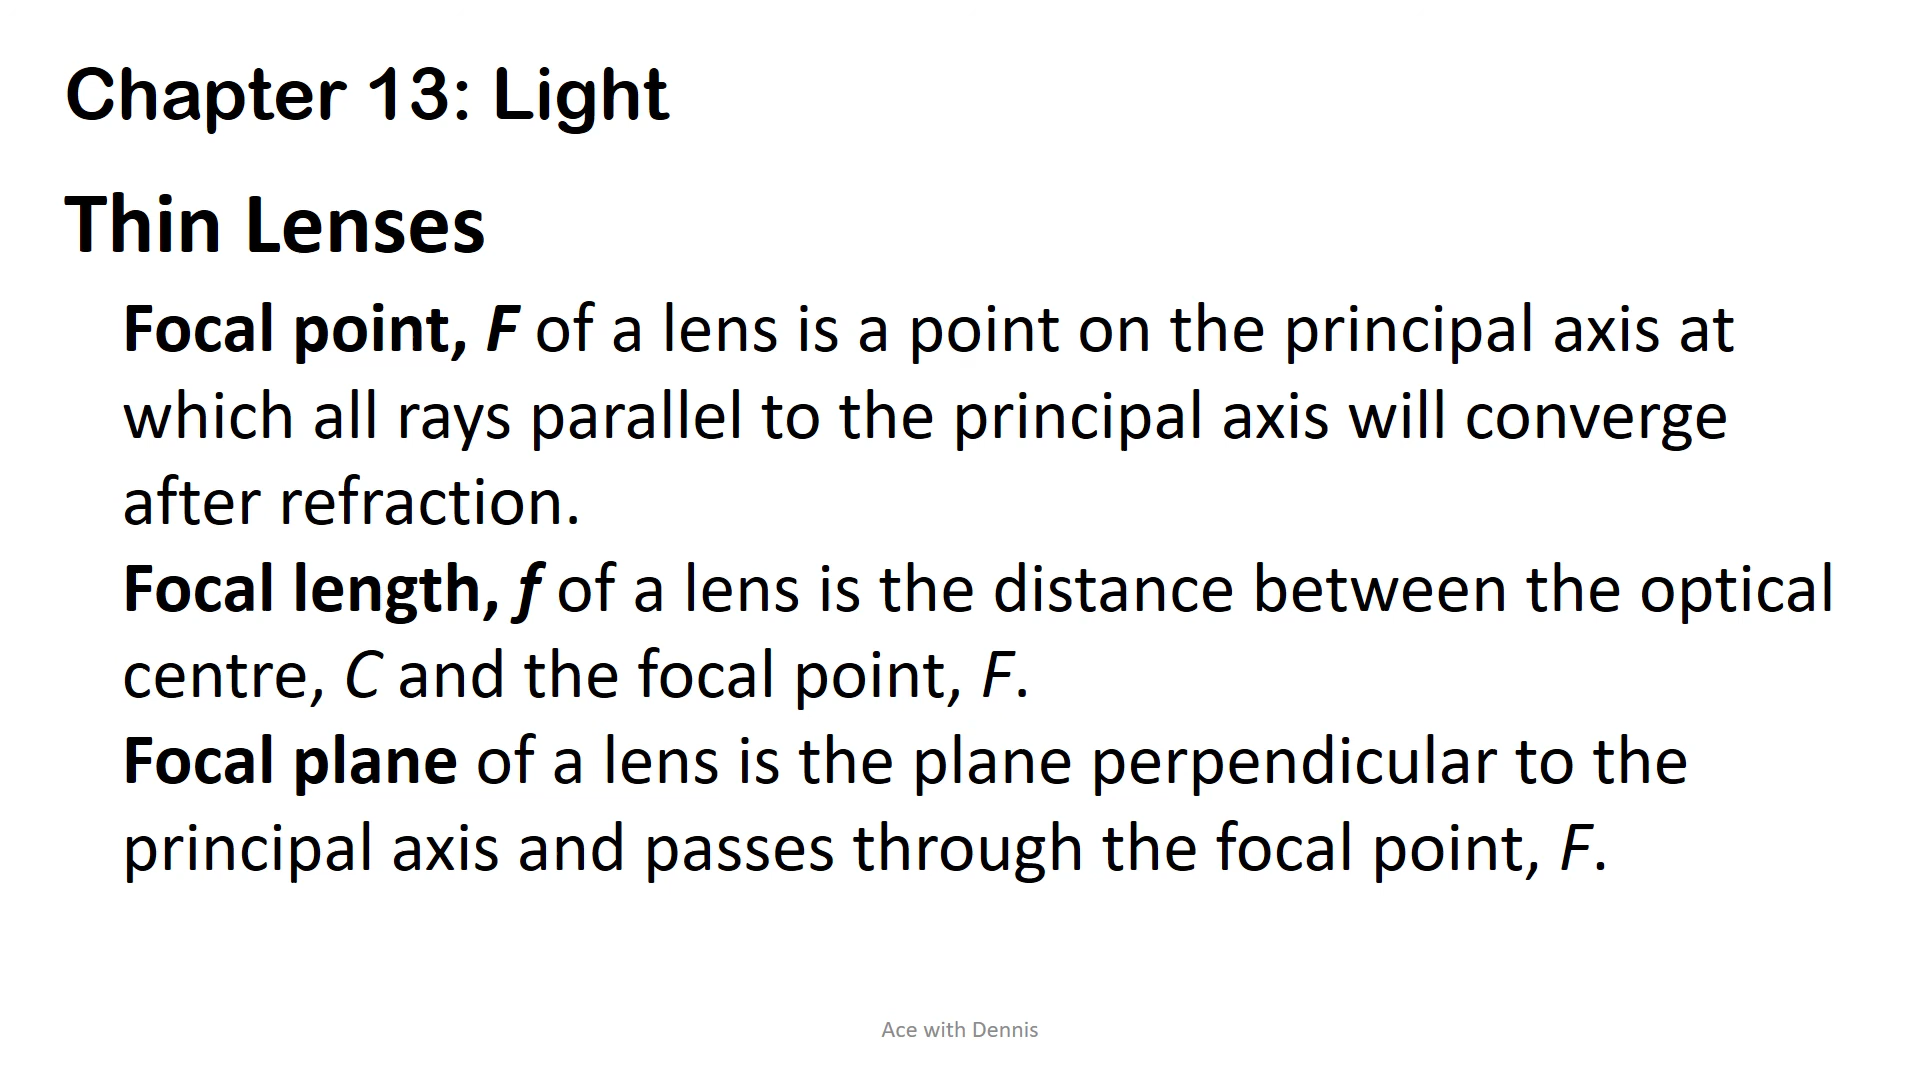 Chapter 13: Light
Thin Lenses
Focal point, F of a lens is a point on the principal axis at
which all rays parallel to the principal axis will converge
after refraction.
Focal length, f of a lens is the distance between the optical
centre, C and the focal point, F.
Focal plane of a lens is the plane perpendicular to the
principal axis and passes through the focal point, F.
Ace with Dennis